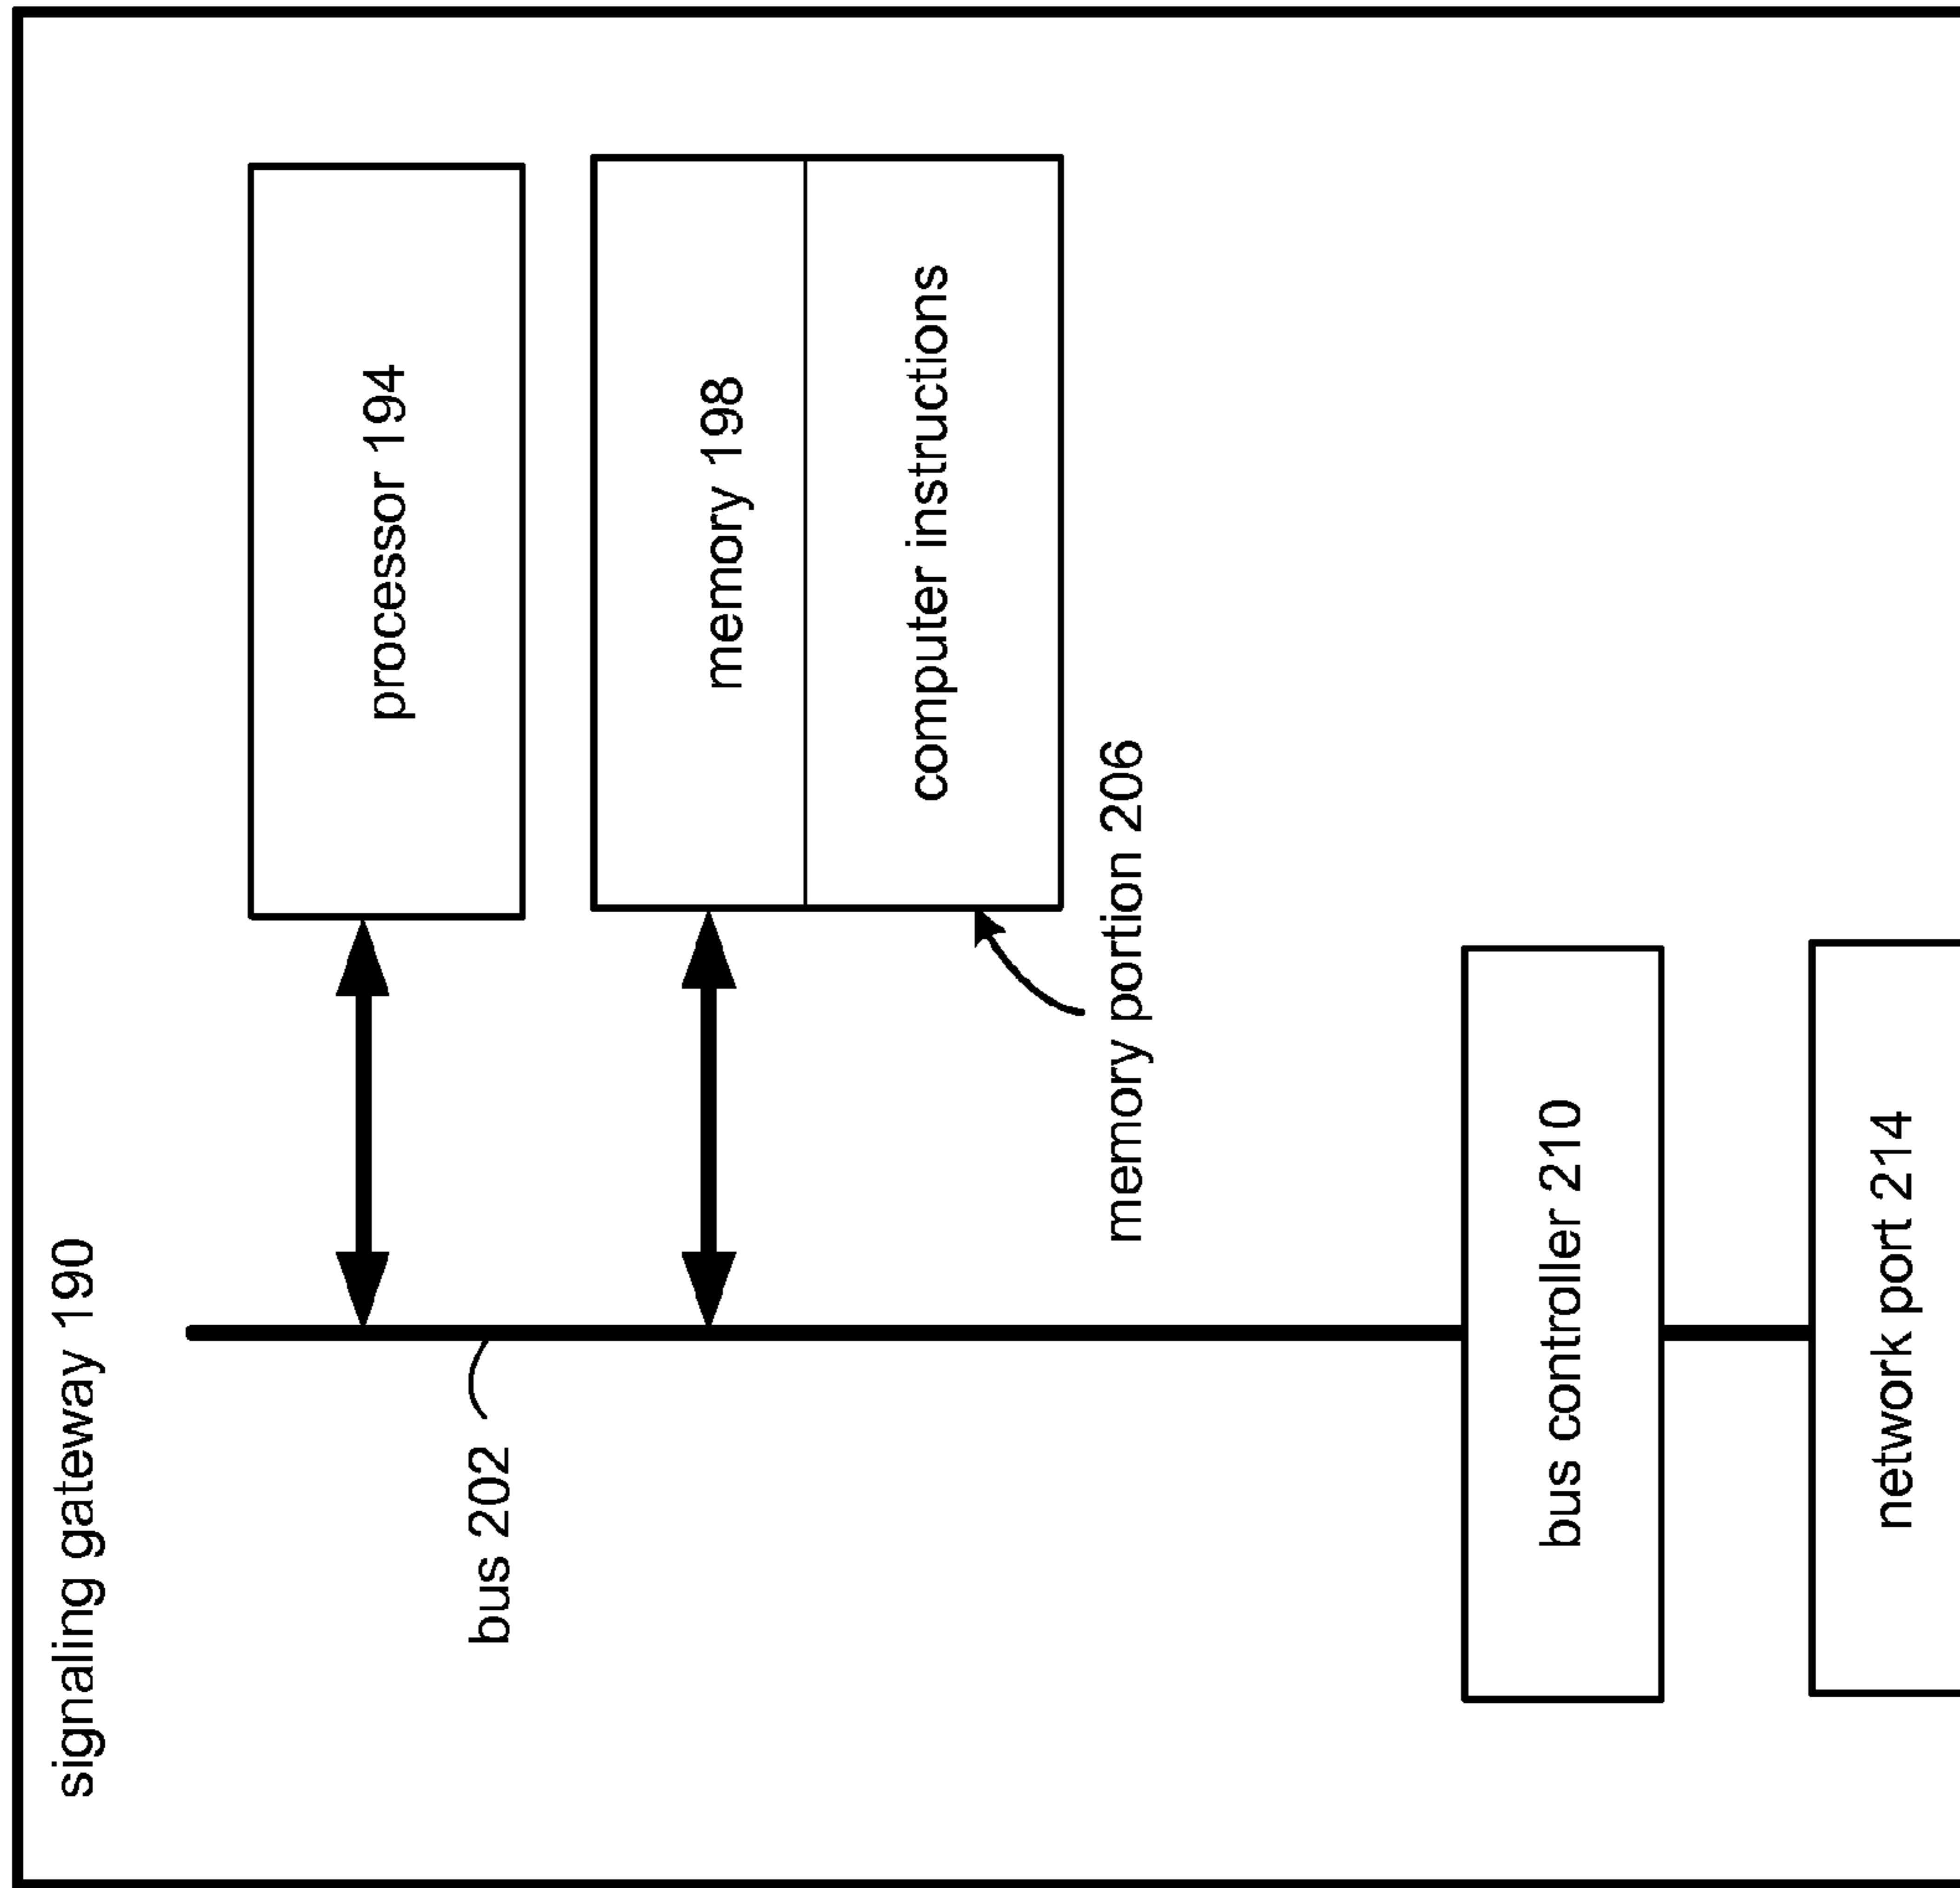 signaling gateway 190
processor 194
bus 202
memory 198
computer instructions
memory portion 206
bus controller 210
network port 214